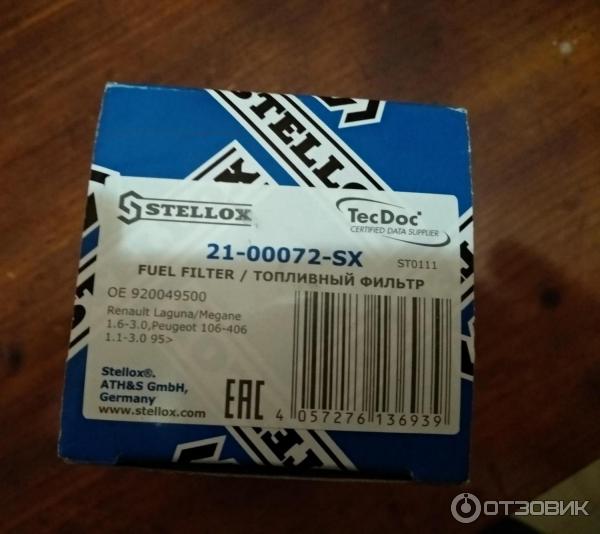 STELLOX
STELLOX
STELLOX
TecDoc®
CERTIFIED DATA SUPPLIER
21-00072-SX
ST0111
FUEL FILTER / ТОПЛИВНЫЙ ФИЛЬТР
OE 920049500
Renault Laguna/Megane
1.6-3.0,Peugeot 106-406
1.1-3.0 95>
Stellox®.
ATH&S GmbH,
Germany
www.stellox.com
EAC
4 057276 136939
ОТЗОВИК